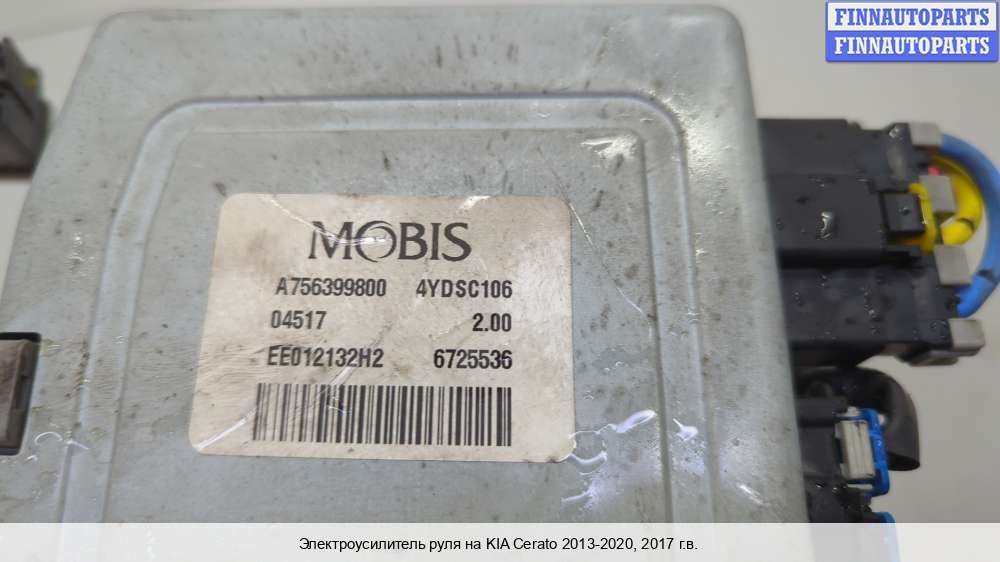 FINNAUTOPARTS
FINNAUTOPARTS
MOBIS
A756399800 4YDSC106
04517 2.00
EE012132H2 6725536
Электроусилитель руля на KIA Cerato 2013-2020, 2017 г.в.